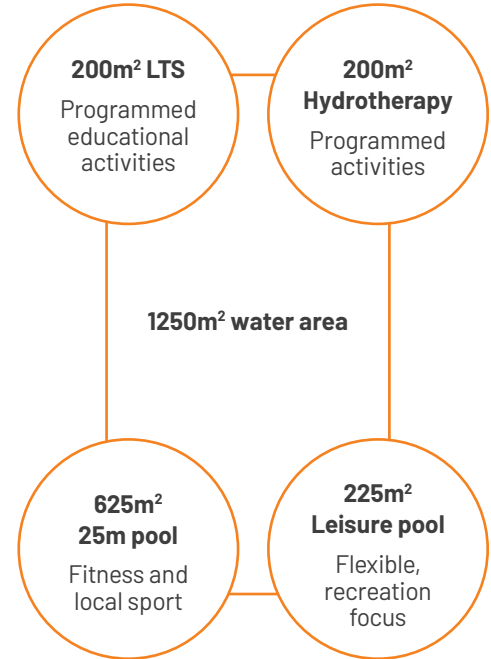 200m² LTS
Programmed
educational
activities
200m²
Hydrotherapy
Programmed
activities
1250m² water area
625m²
25m pool
Fitness and
local sport
225m²
Leisure pool
Flexible,
recreation
focus